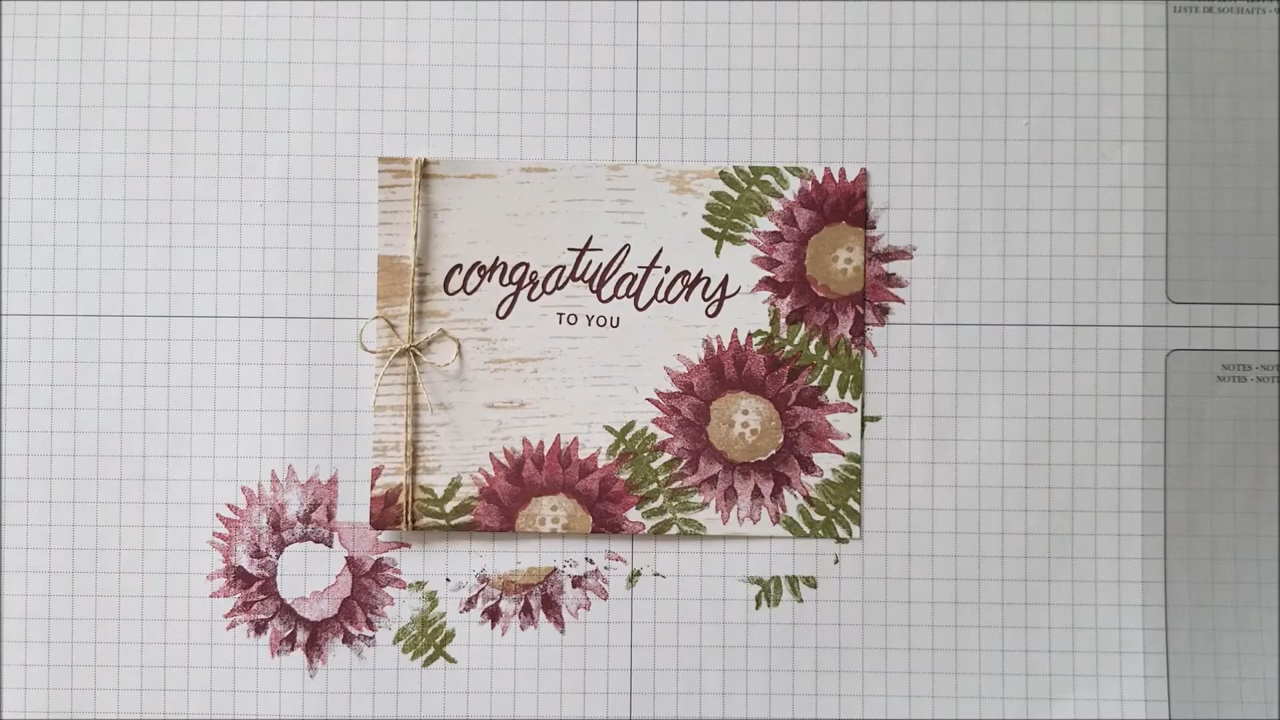 LISTE DE SOUHAITS •
congratulations
TO YOU
NOTES • NOT
NOTES • NOT